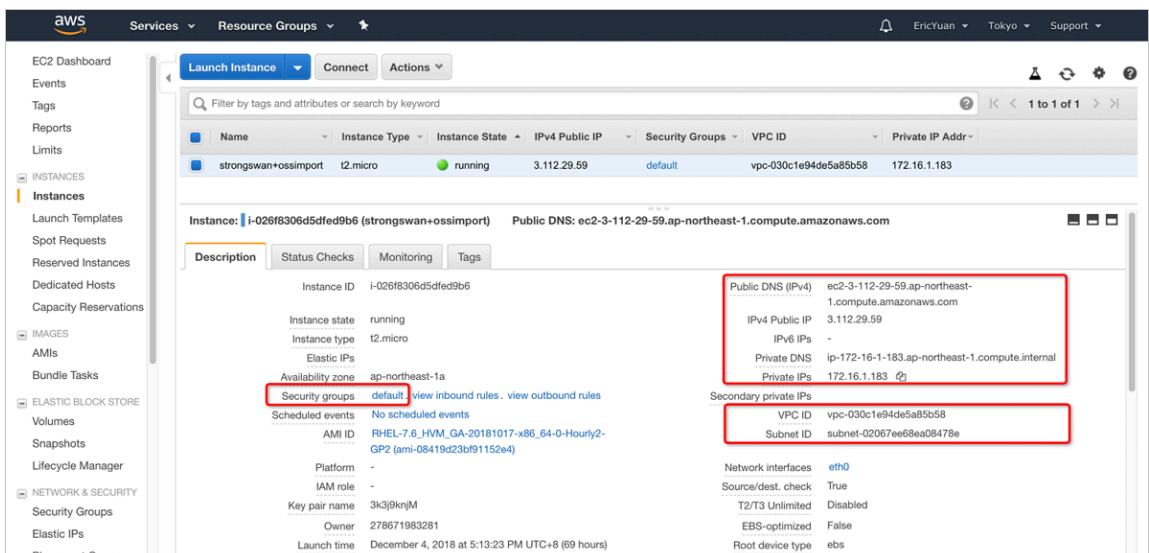 aws Services Resource Groups EricYuan Tokyo Support
EC2 Dashboard
Events
Tags
Reports
Limits
INSTANCES
Instances
Launch Templates
Spot Requests
Reserved Instances
Dedicated Hosts
Capacity Reservations
IMAGES
AMIs
Bundle Tasks
ELASTIC BLOCK STORE
Volumes
Snapshots
Lifecycle Manager
NETWORK & SECURITY
Security Groups
Elastic IPs
Launch Instance Connect Actions
Filter by tags and attributes or search by keyword 1 to 1 of 1
Name Instance Type Instance State IPv4 Public IP Security Groups VPC ID Private IP Addr
strongswan+ossimport t2.micro running 3.112.29.59 default vpc-030c1e94de5a85b58 172.16.1.183
Instance: i-026f8306d5dfed9b6 (strongswan+ossimport) Public DNS: ec2-3-112-29-59.ap-northeast-1.compute.amazonaws.com
Description Status Checks Monitoring Tags
Instance ID i-026f8306d5dfed9b6
Instance state running
Instance type t2.micro
Elastic IPs
Availability zone ap-northeast-1a
Security groups default. view inbound rules. view outbound rules
Scheduled events No scheduled events
AMI ID RHEL-7.6_HVM_GA-20181017-x86_64-0-Hourly2-
GP2 (ami-08419d23bf91152e4)
Platform -
IAM role -
Key pair name 3k3j9knjM
Owner 278671983281
Launch time December 4, 2018 at 5:13:23 PM UTC+8 (69 hours)
Public DNS (IPv4) ec2-3-112-29-59.ap-northeast-
1.compute.amazonaws.com
IPv4 Public IP 3.112.29.59
IPv6 IPs -
Private DNS ip-172-16-1-183.ap-northeast-1.compute.internal
Private IPs 172.16.1.183
Secondary private IPs
VPC ID vpc-030c1e94de5a85b58
Subnet ID subnet-02067ee68ea08478e
Network interfaces eth0
Source/dest. check True
T2/T3 Unlimited Disabled
EBS-optimized False
Root device type ebs